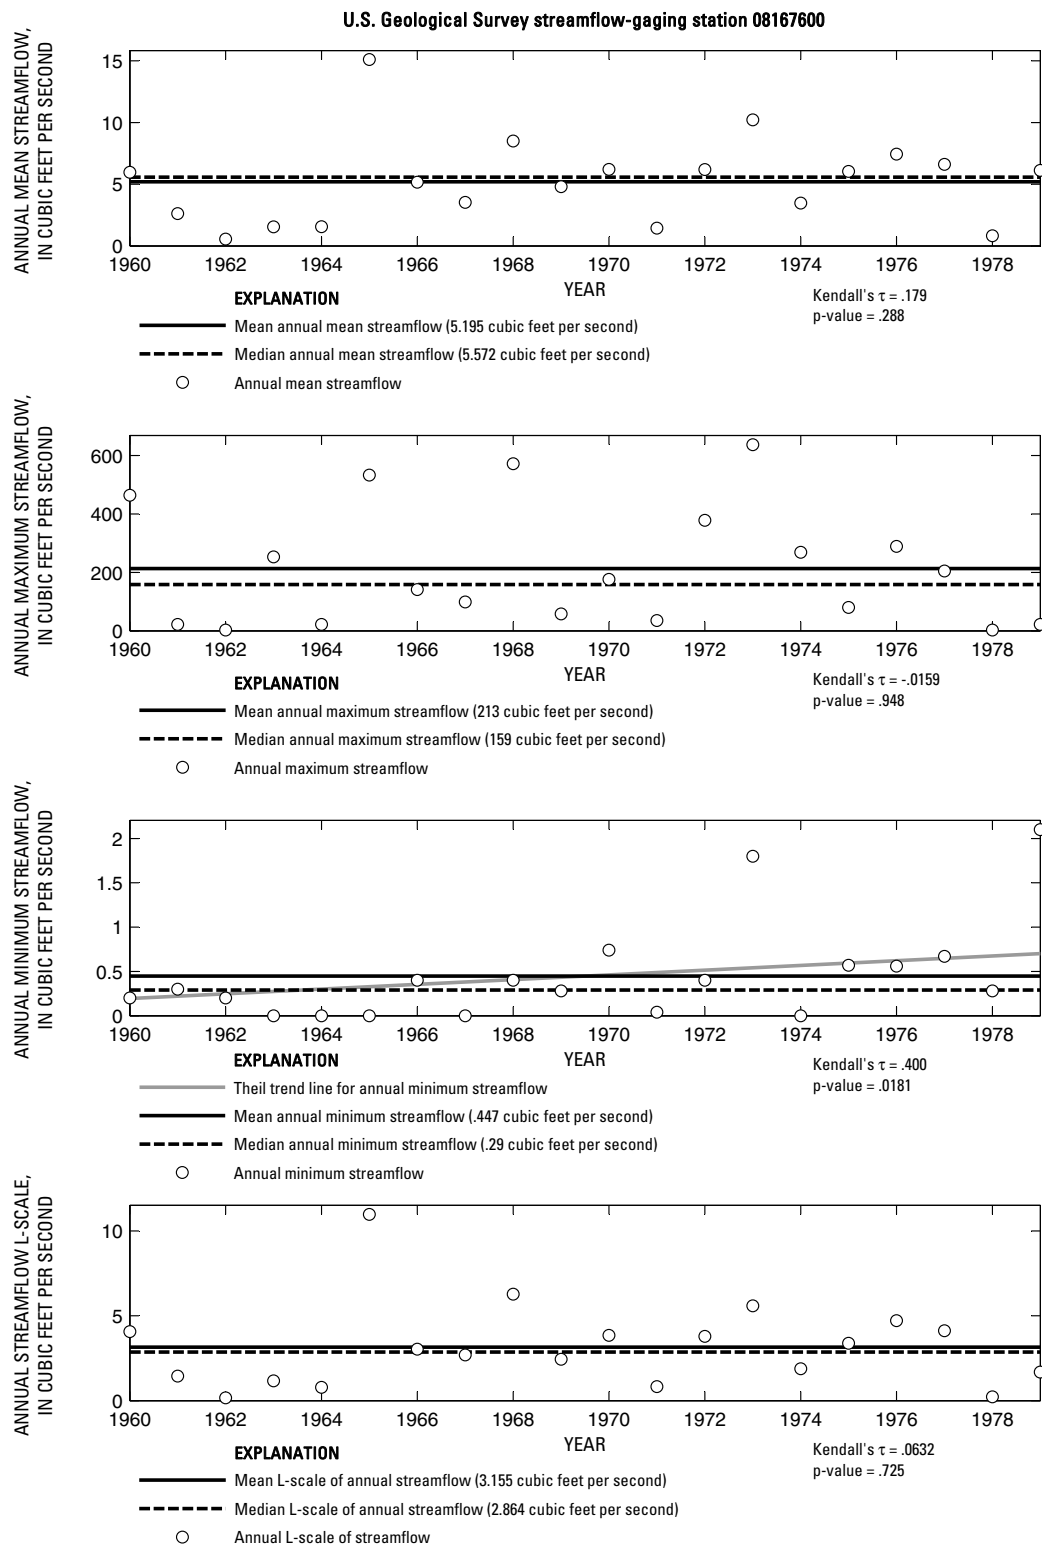 U.S. Geological Survey streamflow-gaging station 08167600
ANNUAL MEAN STREAMFLOW,
IN CUBIC FEET PER SECOND
15
10
5
0
1960 1962 1964 1966 1968 1970 1972 1974 1976 1978
YEAR
Kendall's τ = .179
p-value = .288
EXPLANATION
Mean annual mean streamflow (5.195 cubic feet per second)
Median annual mean streamflow (5.572 cubic feet per second)
Annual mean streamflow
ANNUAL MAXIMUM STREAMFLOW,
IN CUBIC FEET PER SECOND
600
400
200
0
1960 1962 1964 1966 1968 1970 1972 1974 1976 1978
YEAR
Kendall's τ = -.0159
p-value = .948
EXPLANATION
Mean annual maximum streamflow (213 cubic feet per second)
Median annual maximum streamflow (159 cubic feet per second)
Annual maximum streamflow
ANNUAL MINIMUM STREAMFLOW,
IN CUBIC FEET PER SECOND
2
1.5
1
0.5
0
1960 1962 1964 1966 1968 1970 1972 1974 1976 1978
YEAR
Kendall's τ = .400
p-value = .0181
EXPLANATION
Theil trend line for annual minimum streamflow
Mean annual minimum streamflow (.447 cubic feet per second)
Median annual minimum streamflow (.29 cubic feet per second)
Annual minimum streamflow
ANNUAL STREAMFLOW L-SCALE,
IN CUBIC FEET PER SECOND
10
5
0
1960 1962 1964 1966 1968 1970 1972 1974 1976 1978
YEAR
Kendall's τ = .0632
p-value = .725
EXPLANATION
Mean L-scale of annual streamflow (3.155 cubic feet per second)
Median L-scale of annual streamflow (2.864 cubic feet per second)
Annual L-scale of streamflow